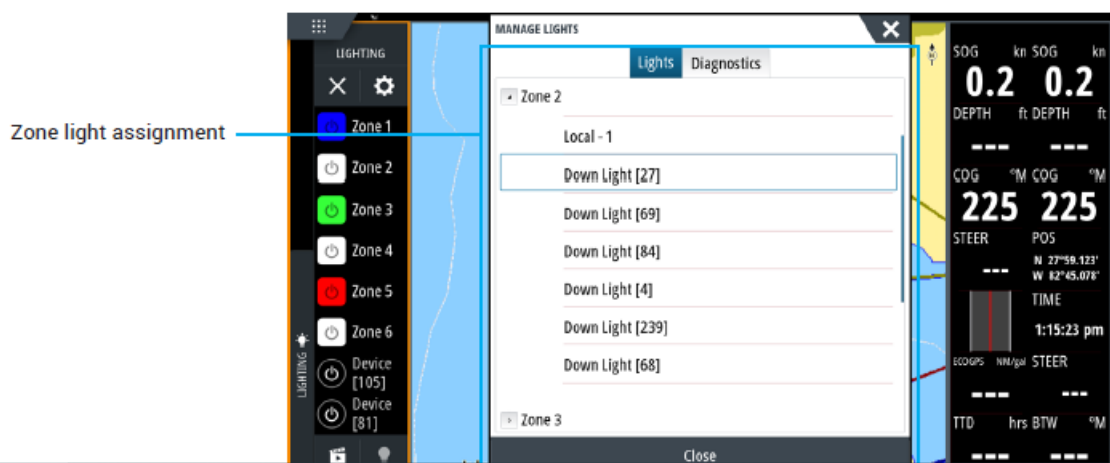 Zone light assignment
LIGHTING
Zone 1
Zone 2
Zone 3
Zone 4
Zone 5
Zone 6
Device
[105]
Device
[81]
LIGHTING
MANAGE LIGHTS
Lights Diagnostics
Zone 2
Local - 1
Down Light [27]
Down Light [69]
Down Light [84]
Down Light [4]
Down Light [239]
Down Light [68]
Zone 3
Close
SOG kn SOG kn
0.2 0.2
DEPTH ft DEPTH ft
--- ---
COG °M COG °M
225 225
STEER POS
--- N 27°59.123'
W 82°45.078'
TIME
1:15:23 pm
ECOGPS NM/gal STEER
--- ---
TTD hrs BTW °M
--- ---